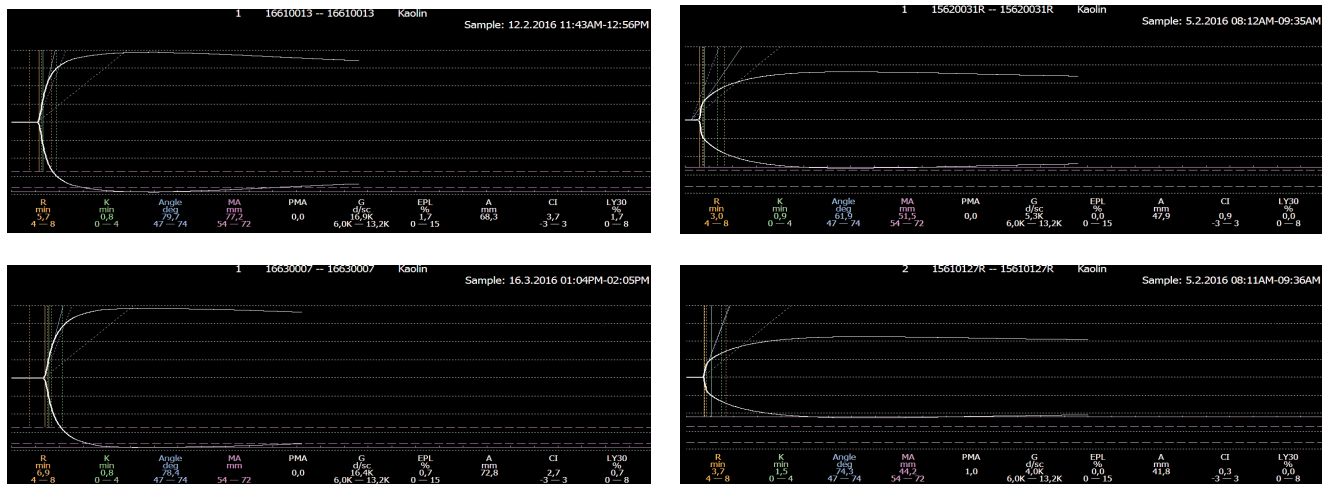 1 16610013 -- 16610013 Kaolin
Sample: 12.2.2016 11:43AM-12:56PM
R K Angle MA PMA G EPL A CI LY30
min min deg mm d/sc % mm %
5,7 0,8 79,7 77,2 0,0 16,9K 1,7 68,3 3,7 1,7
4 — 8 0 — 4 47 — 74 54 — 72 6,0K — 13,2K 0 — 15 -3 — 3 0 — 8
1 15620031R -- 15620031R Kaolin
Sample: 5.2.2016 08:12AM-09:35AM
R K Angle MA PMA G EPL A CI LY30
min min deg mm d/sc % mm %
3,0 0,9 61,9 51,5 0,0 5,3K 0,0 47,9 0,9 0,0
4 — 8 0 — 4 47 — 74 54 — 72 6,0K — 13,2K 0 — 15 -3 — 3 0 — 8
1 16630007 -- 16630007 Kaolin
Sample: 16.3.2016 01:04PM-02:05PM
R K Angle MA PMA G EPL A CI LY30
min min deg mm d/sc % mm %
6,9 0,8 78,4 0,0 16,4K 0,7 72,8 2,7 0,7
4 — 8 0 — 4 47 — 74 54 — 72 6,0K — 13,2K 0 — 15 -3 — 3 0 — 8
2 15610127R -- 15610127R Kaolin
Sample: 5.2.2016 08:11AM-09:36AM
R K Angle MA PMA G EPL A CI LY30
min min deg mm d/sc % mm %
3,7 1,5 74,3 44,2 1,0 4,0K 0,0 41,8 0,3 0,0
4 — 8 0 — 4 47 — 74 54 — 72 6,0K — 13,2K 0 — 15 -3 — 3 0 — 8